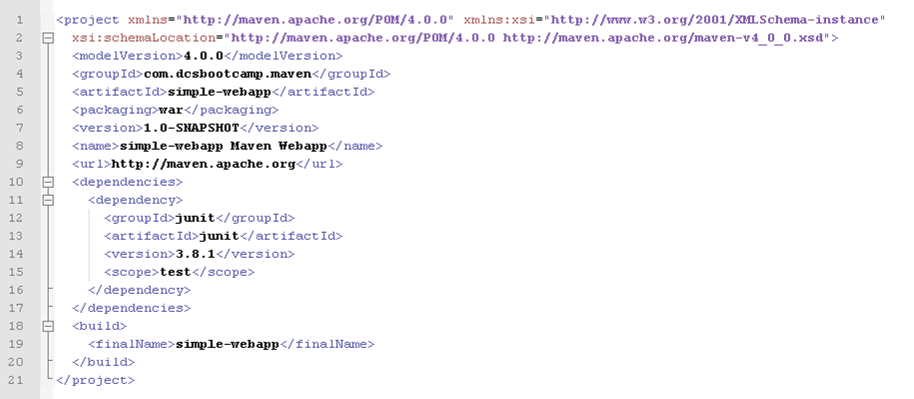 1 <project xmlns="http://maven.apache.org/POM/4.0.0" xmlns:xsi="http://www.w3.org/2001/XMLSchema-instance"
2 xsi:schemaLocation="http://maven.apache.org/POM/4.0.0 http://maven.apache.org/maven-v4_0_0.xsd">
3 <modelVersion>4.0.0</modelVersion>
4 <groupId>com.dcsbootcamp.maven</groupId>
5 <artifactId>simple-webapp</artifactId>
6 <packaging>war</packaging>
7 <version>1.0-SNAPSHOT</version>
8 <name>simple-webapp Maven Webapp</name>
9 <url>http://maven.apache.org</url>
10 <dependencies>
11 <dependency>
12 <groupId>junit</groupId>
13 <artifactId>junit</artifactId>
14 <version>3.8.1</version>
15 <scope>test</scope>
16 </dependency>
17 </dependencies>
18 <build>
19 <finalName>simple-webapp</finalName>
20 </build>
21 </project>